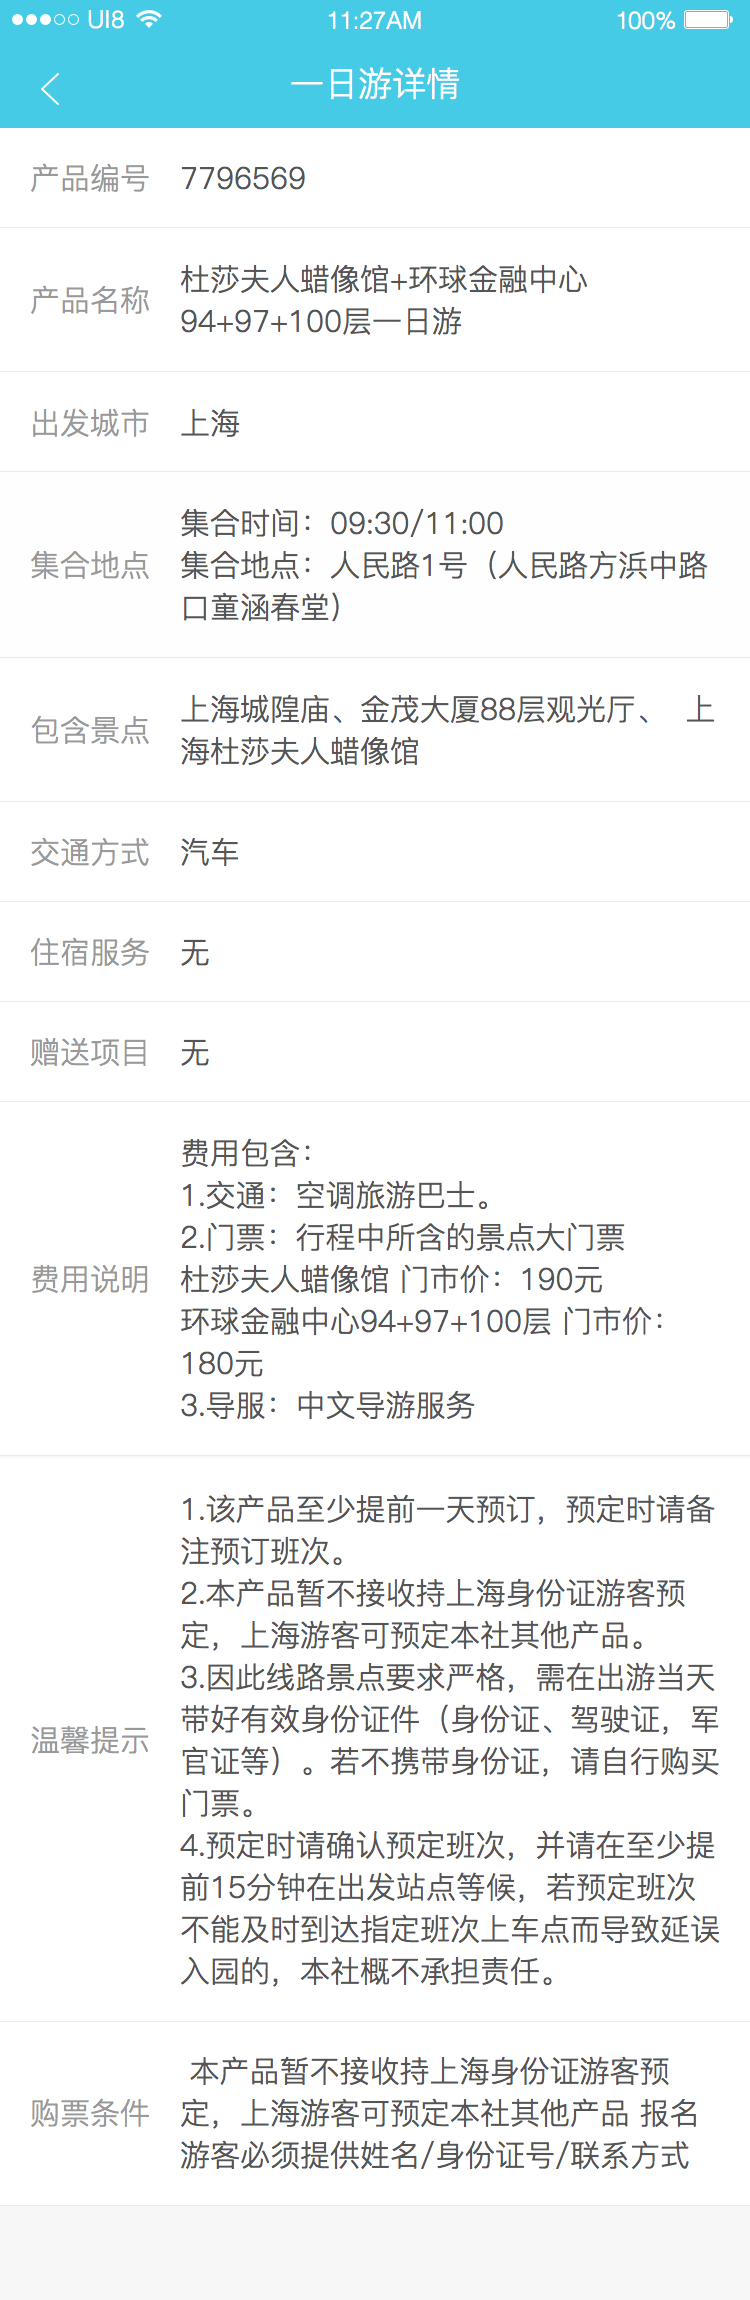 UI8 11:27AM 100%
一日游详情
产品编号 7796569
产品名称
杜莎夫人蜡像馆+环球金融中心
94+97+100层一日游
出发城市 上海
集合地点
集合时间：09:30/11:00
集合地点：人民路1号（人民路方浜中路
口童涵春堂）
包含景点
上海城隍庙、金茂大厦88层观光厅、 上
海杜莎夫人蜡像馆
交通方式 汽车
住宿服务 无
赠送项目 无
费用说明
费用包含：
1.交通：空调旅游巴士。
2.门票：行程中所含的景点大门票
杜莎夫人蜡像馆 门市价：190元
环球金融中心94+97+100层 门市价：
180元
3.导服：中文导游服务
温馨提示
1.该产品至少提前一天预订，预定时请备
注预订班次。
2.本产品暂不接收持上海身份证游客预
定，上海游客可预定本社其他产品。
3.因此线路景点要求严格，需在出游当天
带好有效身份证件（身份证、驾驶证，军
官证等）。若不携带身份证，请自行购买
门票。
4.预定时请确认预定班次，并请在至少提
前15分钟在出发站点等候，若预定班次
不能及时到达指定班次上车点而导致延误
入园的，本社概不承担责任。
购票条件
本产品暂不接收持上海身份证游客预
定，上海游客可预定本社其他产品 报名
游客必须提供姓名/身份证号/联系方式